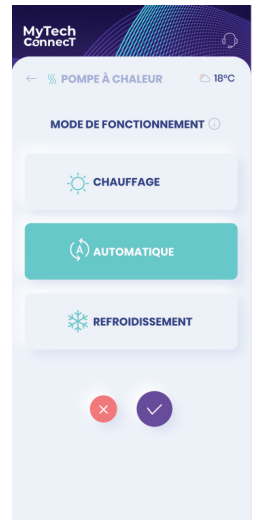 MyTech
ConnecT
POMPE À CHALEUR
18°C
MODE DE FONCTIONNEMENT
CHAUFFAGE
A AUTOMATIQUE
REFROIDISSEMENT